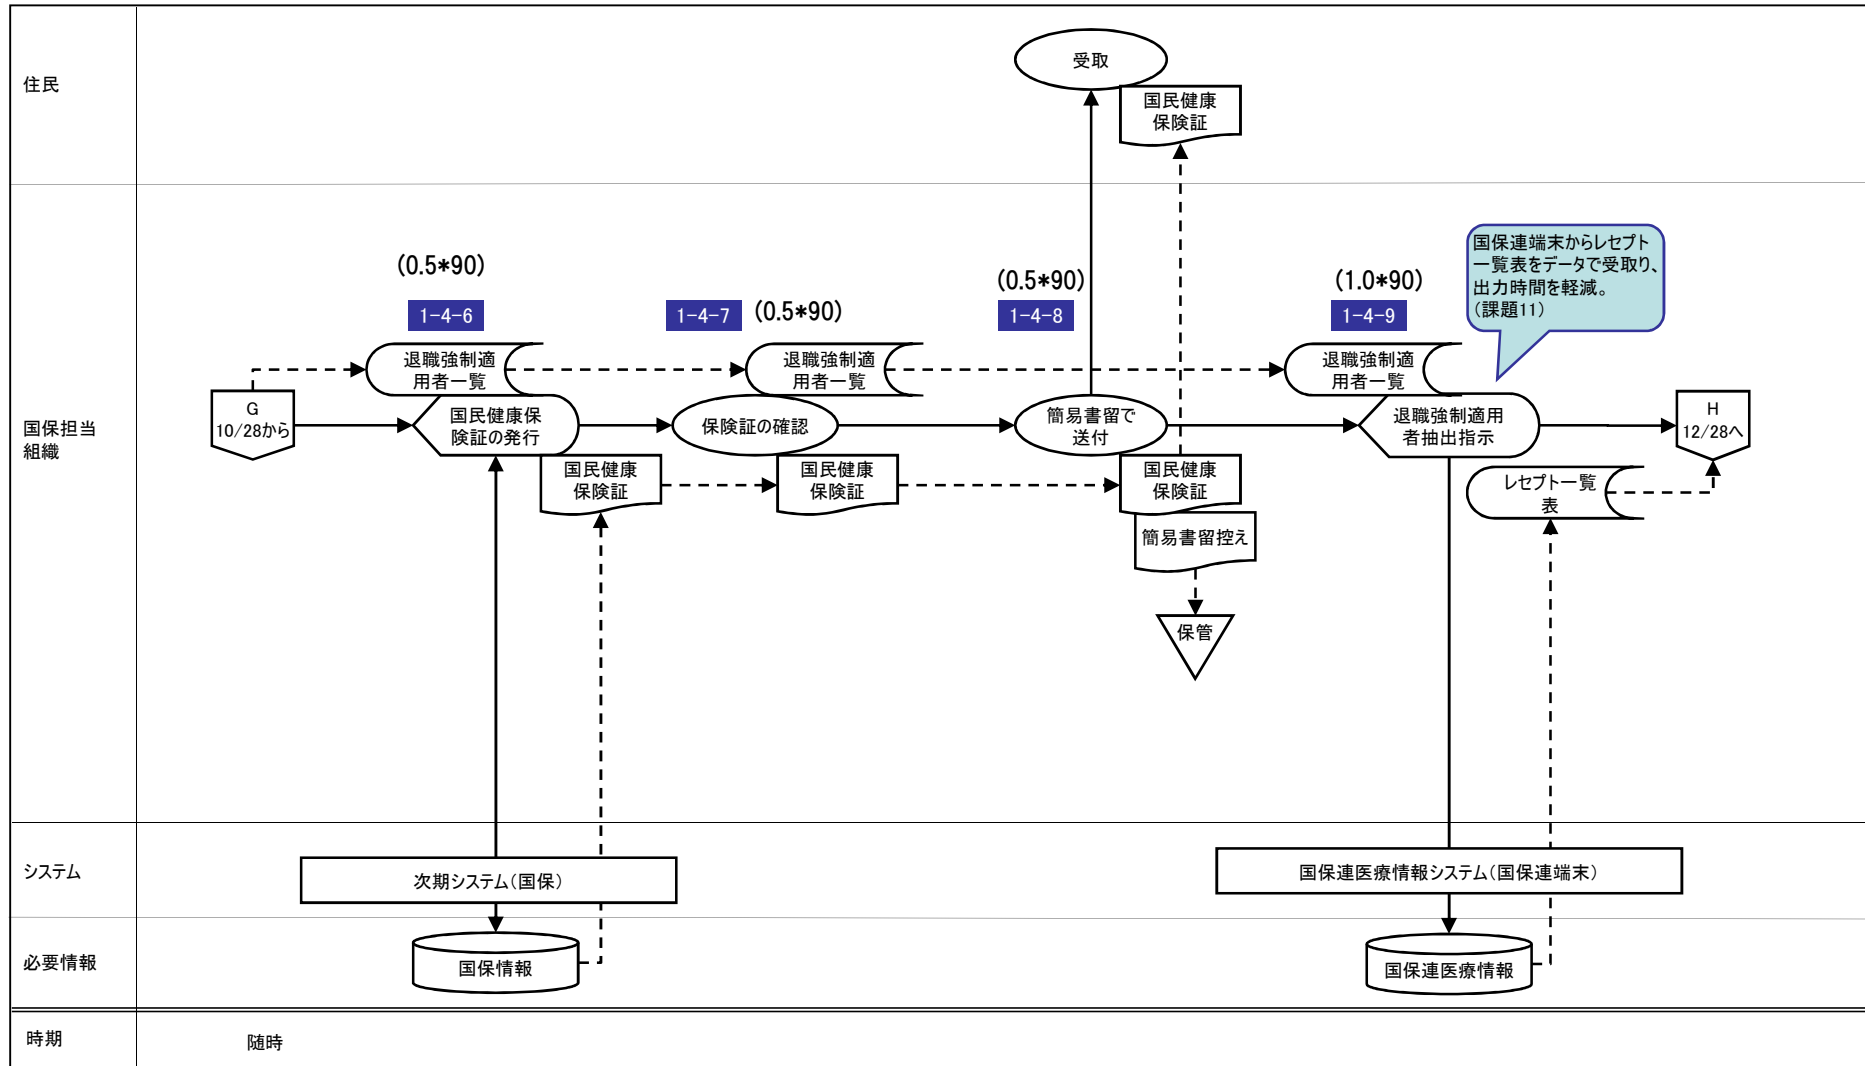 住民
受取
国民健康
保険証
国保担当
組織
(0.5*90)
1-4-6
1-4-7
(0.5*90)
(0.5*90)
1-4-8
(1.0*90)
1-4-9
国保連端末からレセプト
一覧表をデータで受取り、
出力時間を軽減。
(課題11)
退職強制適
用者一覧
退職強制適
用者一覧
退職強制適
用者一覧
G
10/28から
国民健康保
険証の発行
保険証の確認
簡易書留で
送付
退職強制適用
者抽出指示
H
12/28へ
国民健康
保険証
国民健康
保険証
国民健康
保険証
レセプト一覧
表
簡易書留控え
保管
システム
次期システム(国保)
国保連医療情報システム(国保連端末)
必要情報
国保情報
国保連医療情報
時期
随時